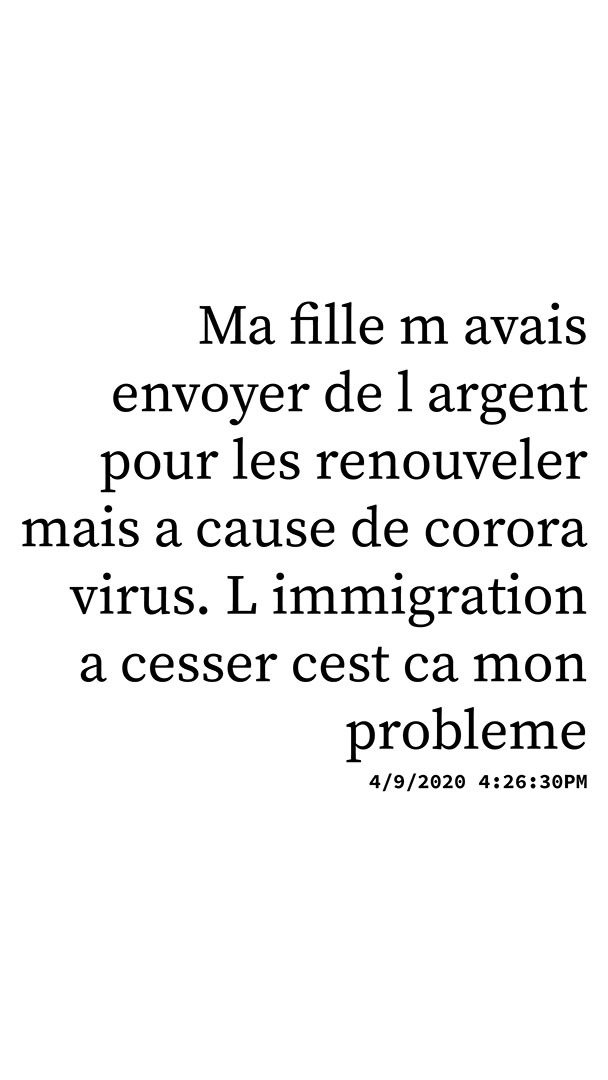 Ma fille m avais
envoyer de l argent
pour les renouveler
mais a cause de corora
virus. L immigration
a cesser cest ca mon
probleme
4/9/2020 4:26:30PM